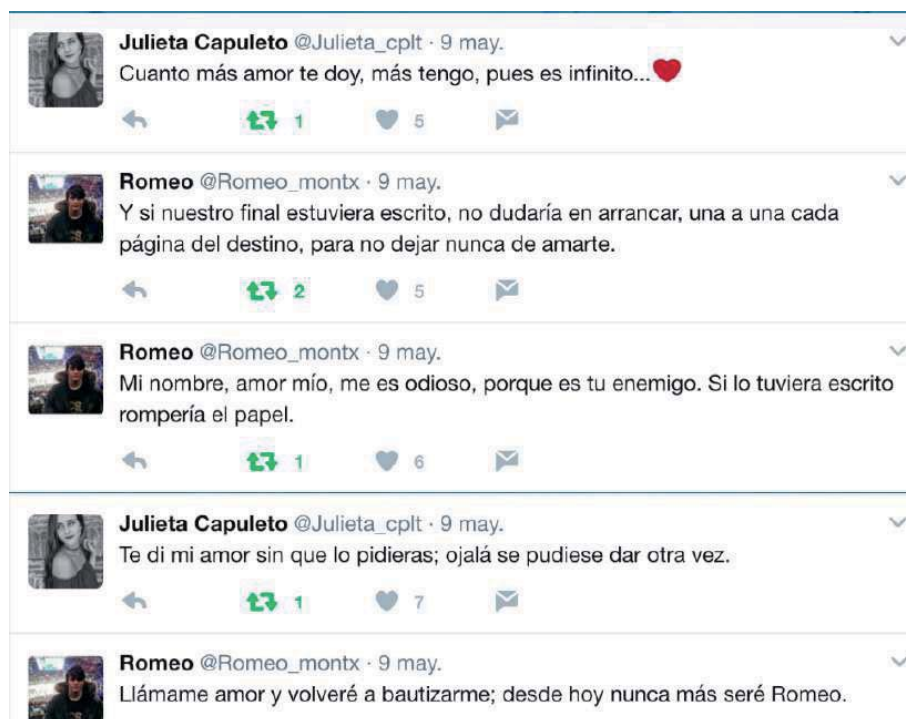 Julieta Capuleto @Julieta_cplt · 9 may.
Cuanto más amor te doy, más tengo, pues es infinito...❤️
1 5
Romeo @Romeo_montx · 9 may.
Y si nuestro final estuviera escrito, no dudaría en arrancar, una a una cada
página del destino, para no dejar nunca de amarte.
2 5
Romeo @Romeo_montx · 9 may.
Mi nombre, amor mío, me es odioso, porque es tu enemigo. Si lo tuviera escrito
rompería el papel.
1 6
Julieta Capuleto @Julieta_cplt · 9 may.
Te di mi amor sin que lo pidieras; ojalá se pudiese dar otra vez.
1 7
Romeo @Romeo_montx · 9 may.
Llámame amor y volveré a bautizarme; desde hoy nunca más seré Romeo.